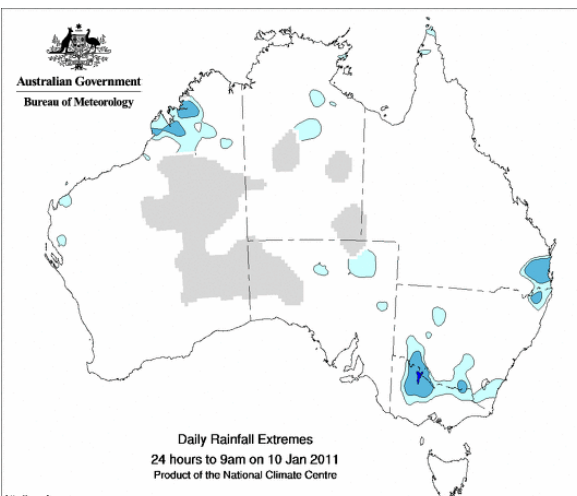 Australian Government
Bureau of Meteorology
Daily Rainfall Extremes
24 hours to 9am on 10 Jan 2011
Product of the National Climate Centre